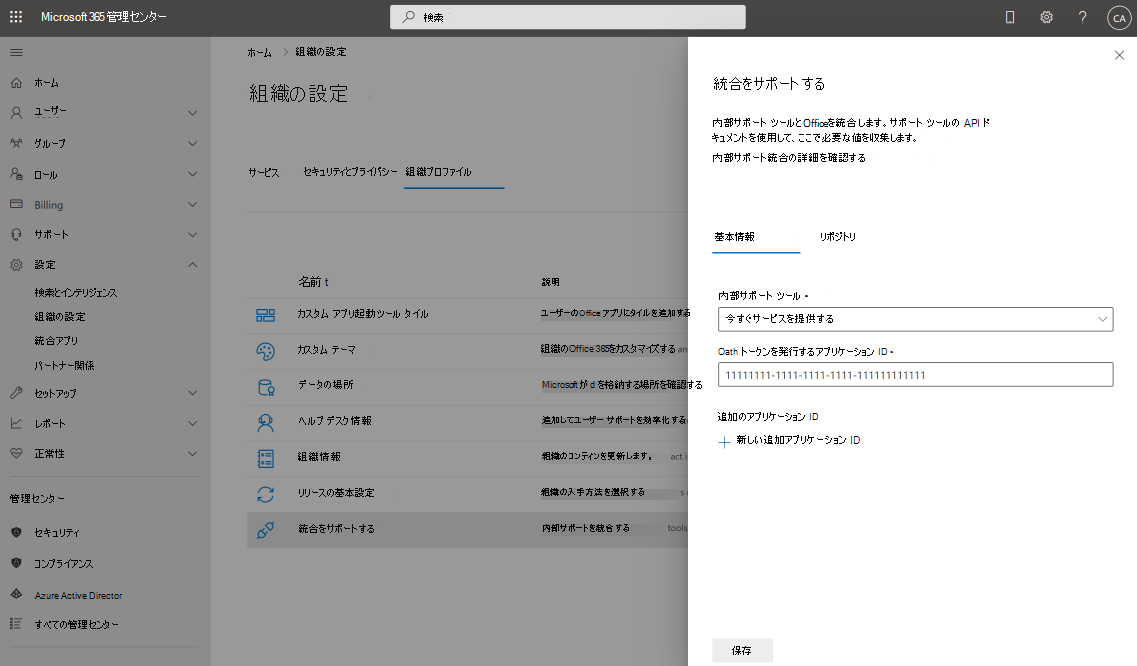 Microsoft 365 管理センター
検索
CA
ホーム
ユーザー
グループ
ロール
Billing
サポート
設定
検索とインテリジェンス
組織の設定
統合アプリ
パートナー関係
セットアップ
レポート
正常性
管理センター
セキュリティ
コンプライアンス
Azure Active Director
すべての管理センター
ホーム > 組織の設定
組織の設定
サービス セキュリティとプライバシー 組織プロファイル
名前 t 説明
カスタム アプリ起動ツール タイル ユーザーのOffice アプリにタイルを追加する
カスタム テーマ 組織のOffice 365をカスタマイズする an
データの場所 Microsoft が d を格納する場所を確認する
ヘルプ デスク情報 追加してユーザー サポートを効率化する
組織情報 組織のコンティンを更新します。 act i
リリースの基本設定 組織の入手方法を選択する s
統合をサポートする 内部サポートを統合する tools
統合をサポートする
内部サポート ツールとOfficeを統合します。サポート ツールの API ド
キュメントを使用して、ここで必要な値を収集します。
内部サポート統合の詳細を確認する
基本情報 リポジトリ
内部サポート ツール •
今すぐサービスを提供する
Oath トークンを発行するアプリケーション ID •
11111111-1111-1111-1111-111111111111
追加のアプリケーション ID
新しい追加アプリケーション ID
保存